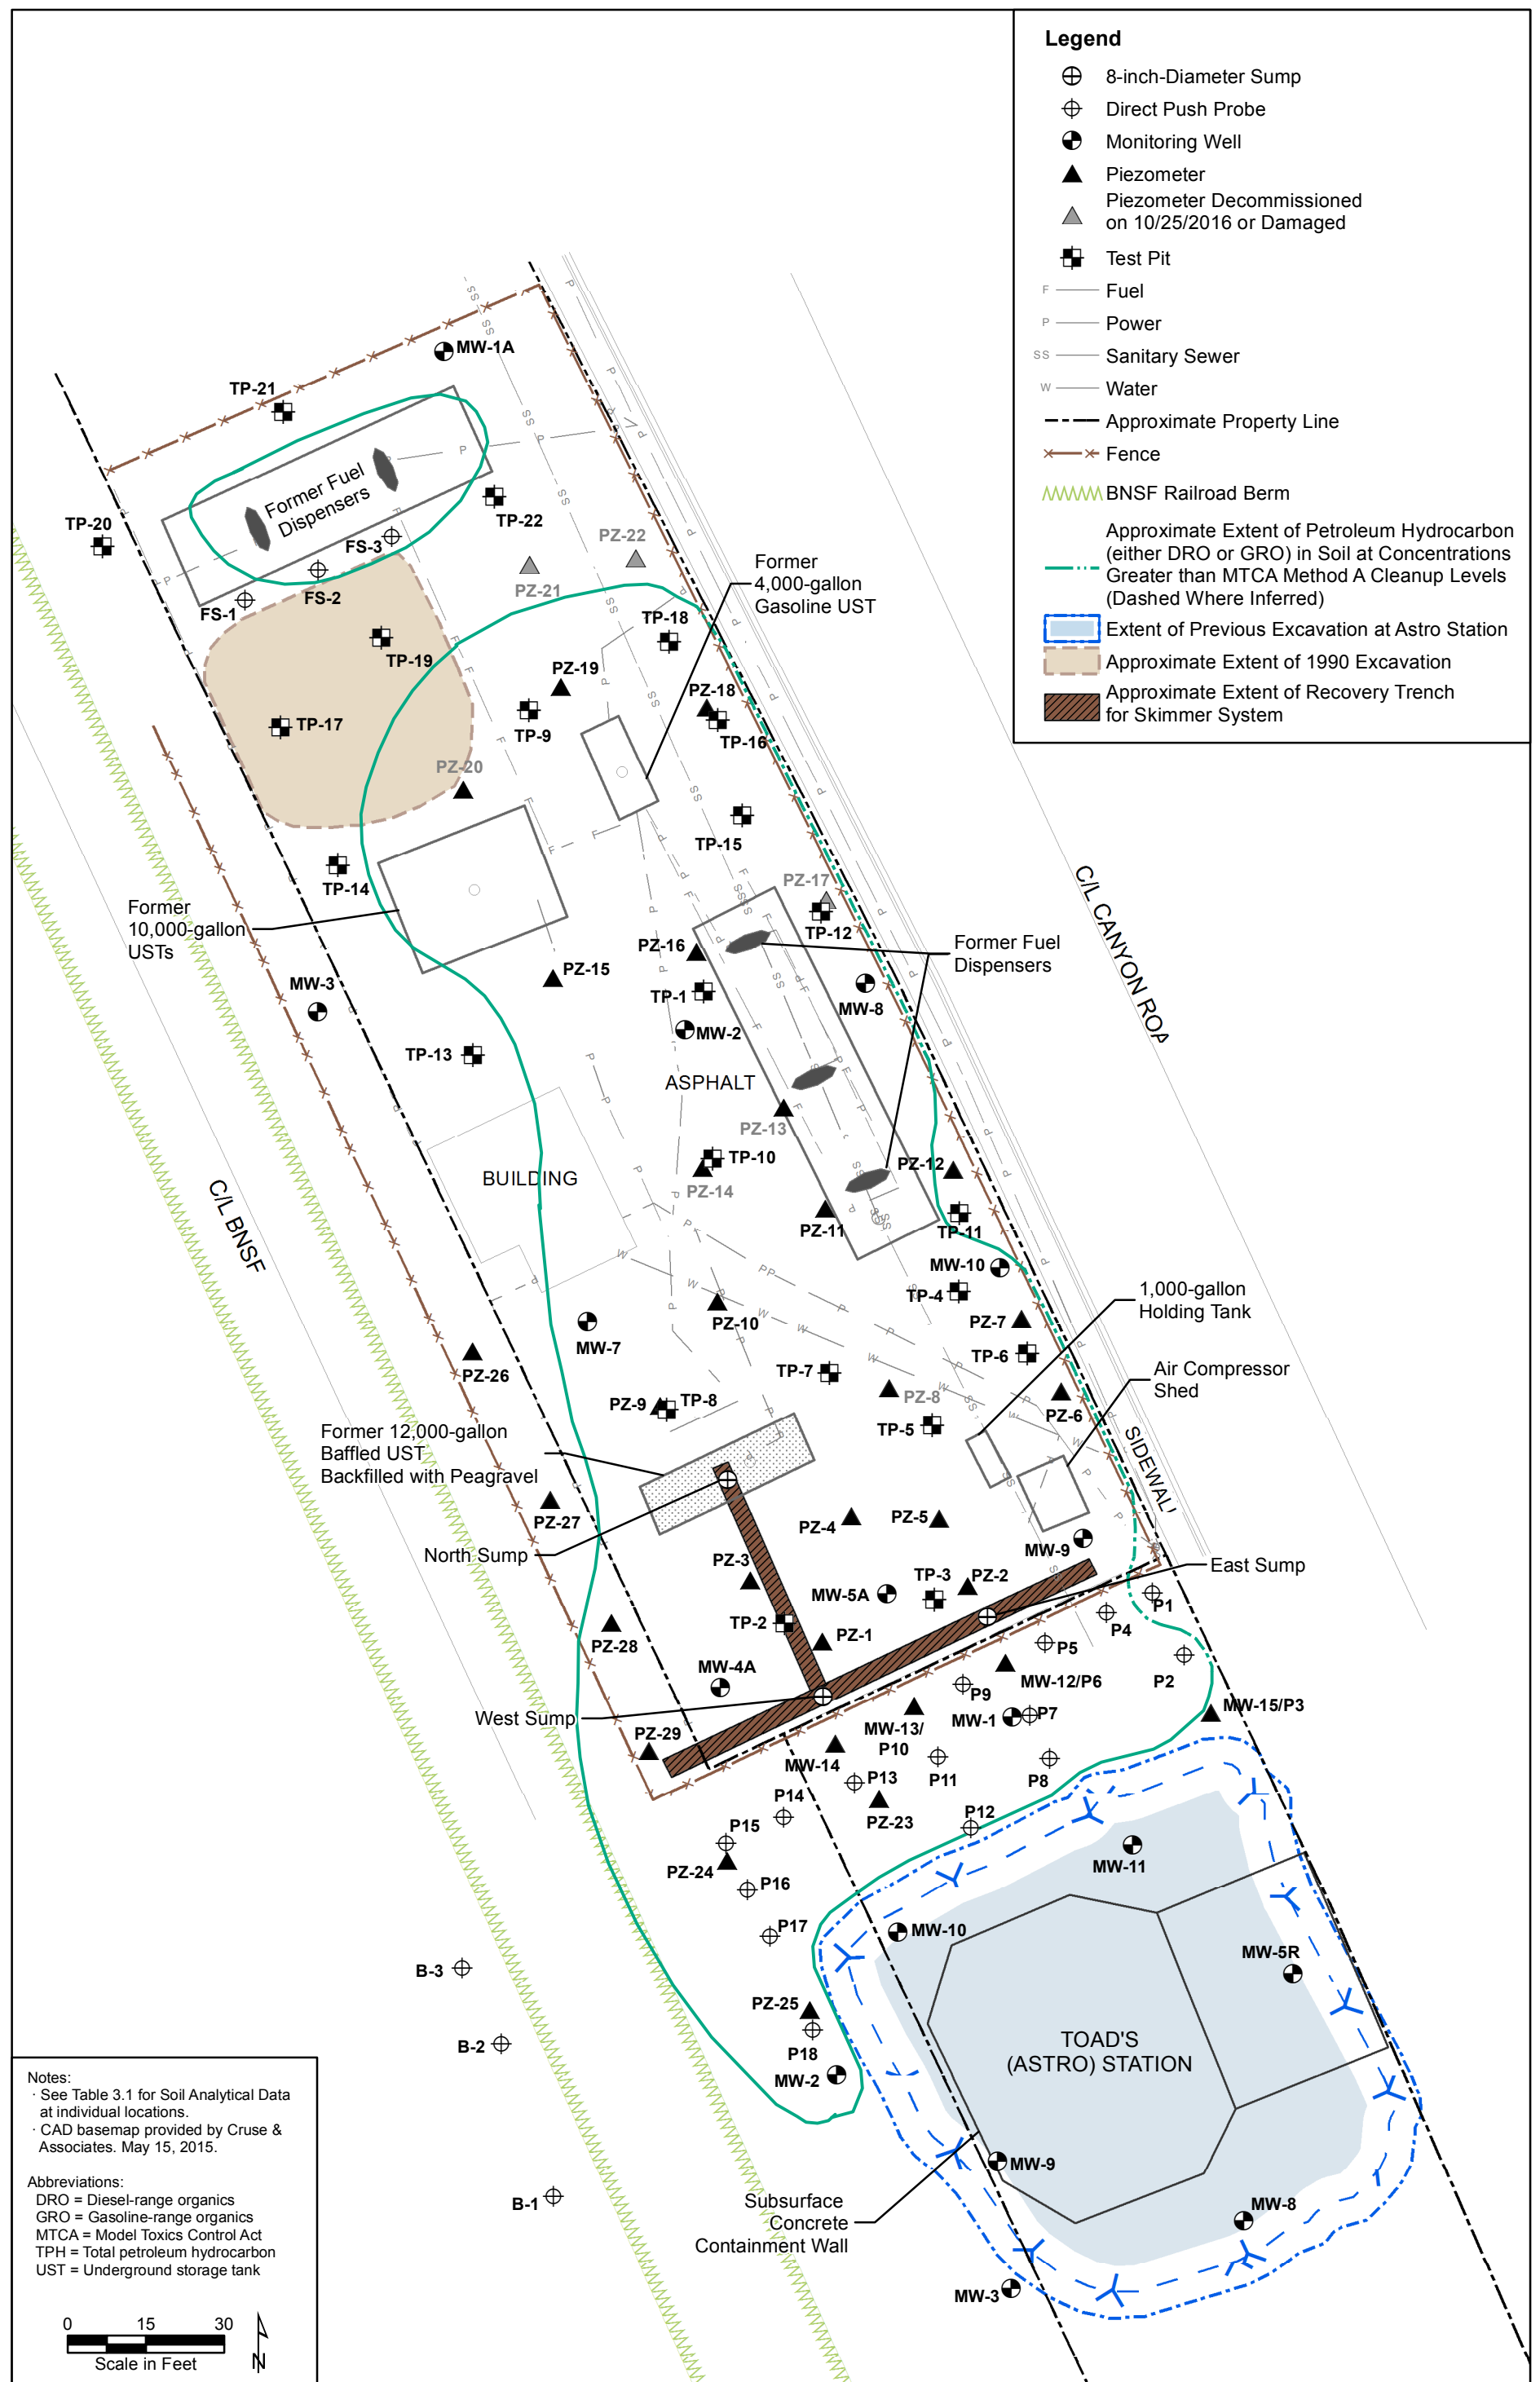 Legend
8-inch-Diameter Sump
Direct Push Probe
Monitoring Well
Piezometer
Piezometer Decommissioned
on 10/25/2016 or Damaged
Test Pit
F Fuel
P Power
SS Sanitary Sewer
W Water
Approximate Property Line
Fence
BNSF Railroad Berm
Approximate Extent of Petroleum Hydrocarbon
(either DRO or GRO) in Soil at Concentrations
Greater than MTCA Method A Cleanup Levels
(Dashed Where Inferred)
Extent of Previous Excavation at Astro Station
Approximate Extent of 1990 Excavation
Approximate Extent of Recovery Trench
for Skimmer System
MW-1A
TP-21
Former Fuel
Dispensers
TP-20
TP-22
FS-3
FS-2
FS-1
PZ-22
PZ-21
Former
4,000-gallon
Gasoline UST
TP-18
TP-19
PZ-19
PZ-18
TP-17
TP-9
TP-16
PZ-20
TP-15
TP-14
PZ-17
TP-12
Former
10,000-gallon
USTs
PZ-16
Former Fuel
Dispensers
C/L CANYON ROA
PZ-15
MW-3
TP-1
MW-8
MW-2
TP-13
ASPHALT
PZ-13
TP-10
PZ-12
BUILDING
PZ-14
PZ-11
TP-11
C/L BNSF
MW-10
TP-4
1,000-gallon
Holding Tank
PZ-10
PZ-7
MW-7
TP-6
PZ-26
TP-7
Air Compressor
Shed
PZ-8
PZ-9
TP-8
PZ-6
TP-5
Former 12,000-gallon
Baffled UST
Backfilled with Peagravel
SIDEWAL
PZ-27
PZ-4
PZ-5
North Sump
MW-9
PZ-3
East Sump
TP-3
PZ-2
MW-5A
P1
TP-2
P4
PZ-28
PZ-1
P5
P2
MW-4A
MW-12/P6
P9
West Sump
MW-13/
P10
MW-1
P7
MW-15/P3
PZ-29
MW-14
P11
P8
P13
P14
PZ-23
P12
P15
PZ-24
MW-11
P16
P17
MW-10
MW-5R
B-3
PZ-25
B-2
P18
TOAD'S
(ASTRO) STATION
MW-2
MW-9
B-1
Subsurface
Concrete
Containment Wall
MW-8
MW-3
Notes:
· See Table 3.1 for Soil Analytical Data
at individual locations.
· CAD basemap provided by Cruse &
Associates. May 15, 2015.
Abbreviations:
DRO = Diesel-range organics
GRO = Gasoline-range organics
MTCA = Model Toxics Control Act
TPH = Total petroleum hydrocarbon
UST = Underground storage tank
0 15 30
Scale in Feet
N